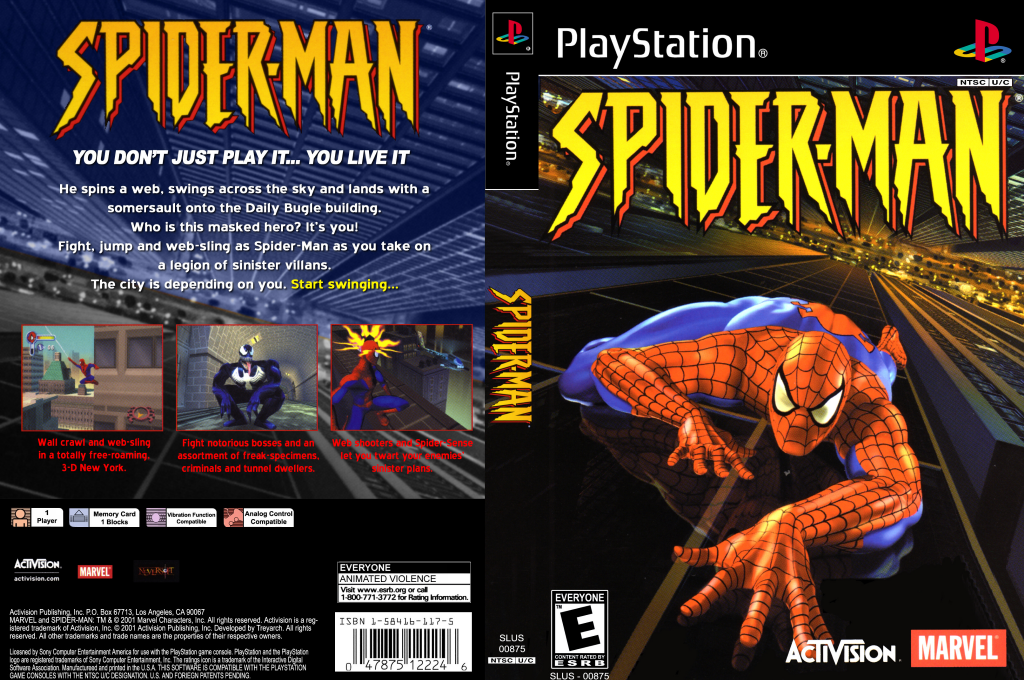 SPIDER-MAN®
YOU DON'T JUST PLAY IT... YOU LIVE IT
He spins a web, swings across the sky and lands with a
somersault onto the Daily Bugle building.
Who is this masked hero? It's you!
Fight, jump and web-sling as Spider-Man as you take on
a legion of sinister villans.
The city is depending on you. Start swinging...
Wall crawl and web-sling
in a totally free-roaming,
3-D New York.
Fight notorious bosses and an
assortment of freak-specimens,
criminals and tunnel dwellers.
Web shooters and Spider-Sense
let you twart your enemies'
sinister plans.
1
Player
Memory Card
1 Blocks
Vibration Function
Compatible
Analog Control
Compatible
ACTIVISION.
activision.com
MARVEL
NEVERSOFT
EVERYONE
ANIMATED VIOLENCE
Visit www.esrb.org or call
1-800-771-3772 for Rating Information.
Activision Publishing, Inc. P.O. Box 67713, Los Angeles, CA 90067
MARVEL and SPIDER-MAN: TM & © 2001 Marvel Characters, Inc. All rights reserved. Activision is a reg-
istered trademark of Activision, Inc. © 2001 Activision Publishing, Inc. Developed by Treyarch. All rights
reserved. All other trademarks and trade names are the properties of their respective owners.
Licensed by Sony Computer Entertainment America for use with the PlayStation game console. PlayStation and the PlayStation
logo are registered trademarks of Sony Computer Entertainment, Inc. The ratings icon is a trademark of the Interactive Digital
Software Association. Manufactured and printed in the U.S.A. THIS SOFTWARE IS COMPATIBLE WITH THE PLAYSTATION
GAME CONSOLES WITH THE NTSC U/C DESIGNATION. U.S. AND FORIEGN PATENTS PENDING.
ISBN 1-58416-117-5
0 47875 12224 6
PlayStation®
SPIDER-MAN
SLUS
00875
NTSC U/C
PlayStation®
NTSC U/C
SPIDER-MAN®
EVERYONE
TM
E
CONTENT RATED BY
ESRB
SLUS - 00875
ACTIVISION.
MARVEL